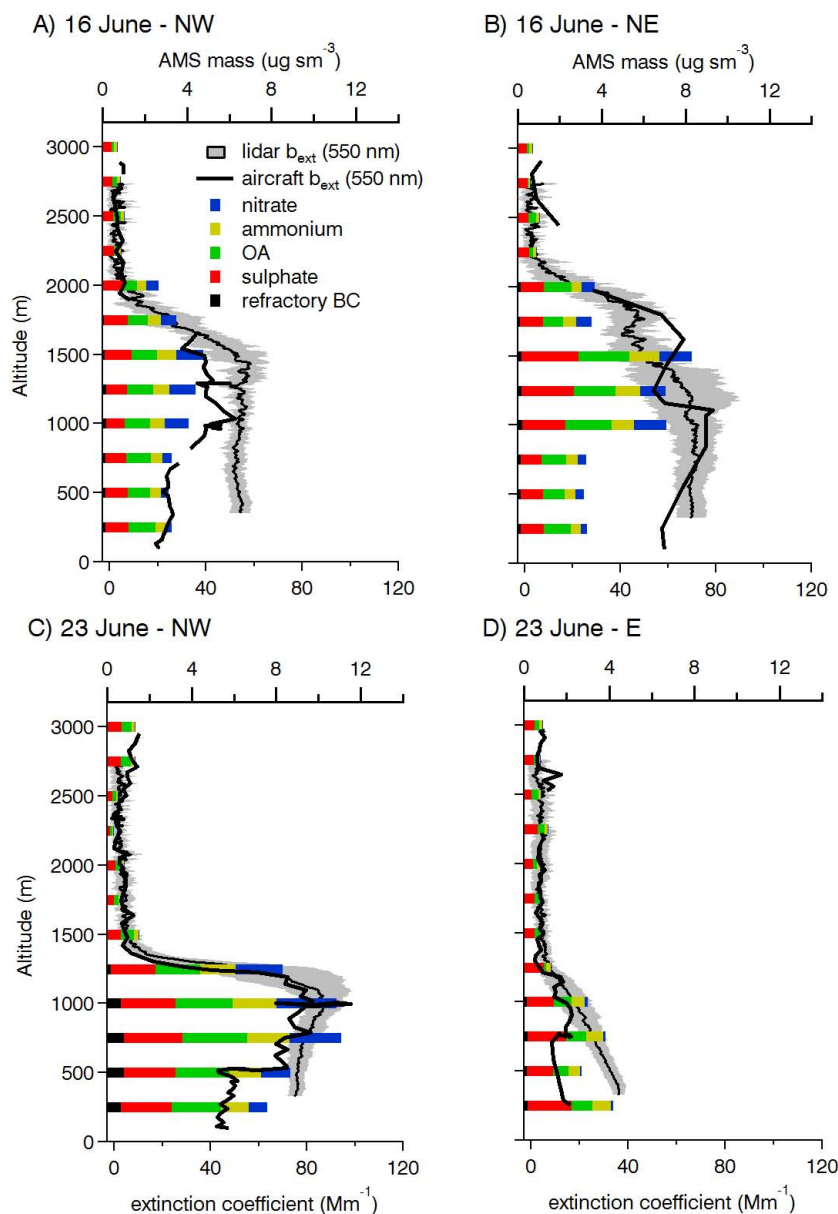 A) 16 June - NW
AMS mass (ug sm⁻³)
0 4 8 12
lidar b_ext (550 nm)
aircraft b_ext (550 nm)
nitrate
ammonium
OA
sulphate
refractory BC
3000
2500
2000
1500
1000
500
0
Altitude (m)
0 40 80 120
B) 16 June - NE
AMS mass (ug sm⁻³)
0 4 8 12
0 40 80 120
C) 23 June - NW
0 4 8 12
3000
2500
2000
1500
1000
500
0
Altitude (m)
0 40 80 120
extinction coefficient (Mm⁻¹)
D) 23 June - E
0 4 8 12
0 40 80 120
extinction coefficient (Mm⁻¹)